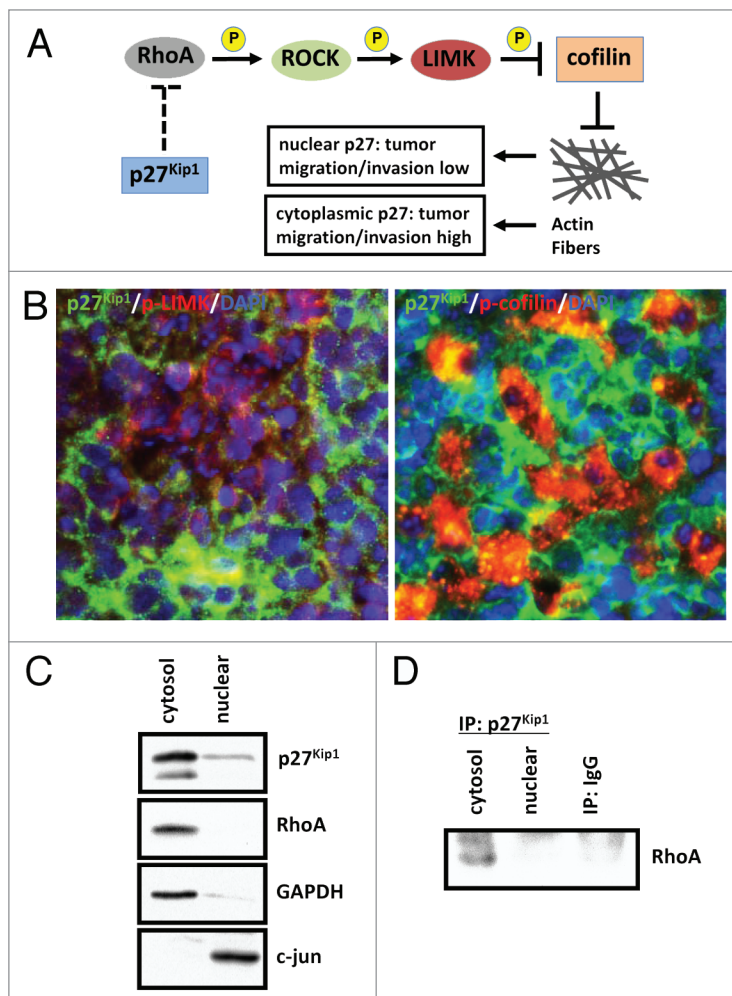 A
P P P
RhoA ROCK LIMK cofilin
p27Kip1
nuclear p27: tumor
migration/invasion low
cytoplasmic p27: tumor
migration/invasion high
Actin
Fibers
B
p27Kip1/p-LIMK/DAPI
p27Kip1/p-cofilin/DAPI
C
cytosol
nuclear
p27Kip1
RhoA
GAPDH
c-jun
D
IP: p27Kip1
cytosol
nuclear
IP: IgG
RhoA